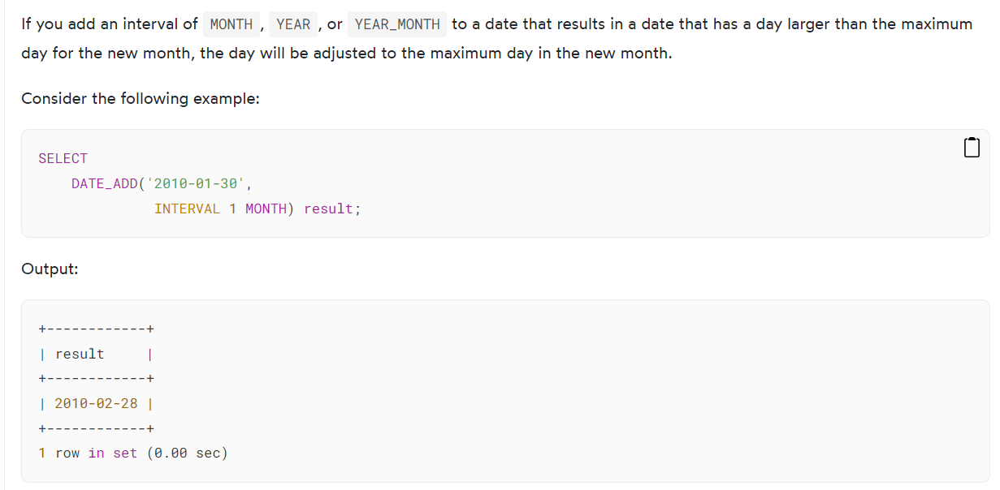 If you add an interval of MONTH , YEAR , or YEAR_MONTH to a date that results in a date that has a day larger than the maximum
day for the new month, the day will be adjusted to the maximum day in the new month.
Consider the following example:
SELECT
    DATE_ADD('2010-01-30',
              INTERVAL 1 MONTH) result;
Output:
+------------+
| result     |
+------------+
| 2010-02-28 |
+------------+
1 row in set (0.00 sec)